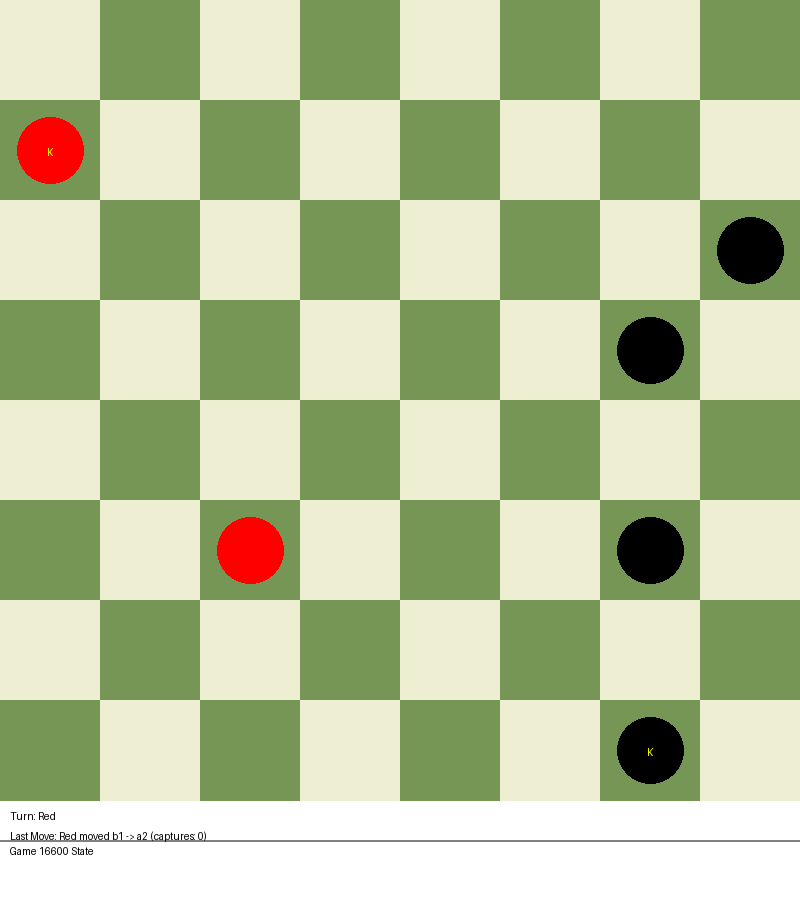 K
K
Turn: Red
Last Move: Red moved b1 -> a2 (captures: 0)
Game 16600 State